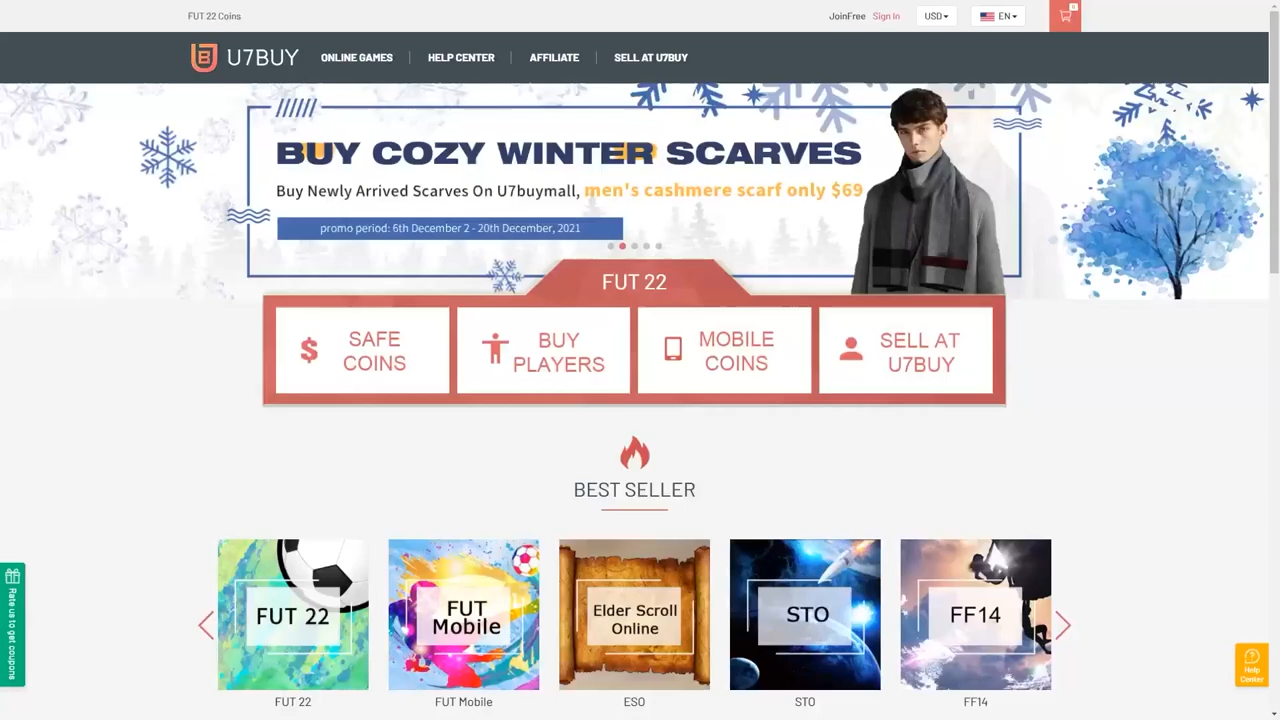 FUT 22 Coins
JoinFree Sign In USD EN 0
U7BUY ONLINE GAMES HELP CENTER AFFILIATE SELL AT U7BUY
BUY COZY WINTER SCARVES
Buy Newly Arrived Scarves On U7buymall, men's cashmere scarf only $69
promo period: 6th December 2 - 20th December, 2021
FUT 22
SAFE
COINS
BUY
PLAYERS
MOBILE
COINS
SELL AT
U7BUY
BEST SELLER
FUT 22
FUT
Mobile
Elder Scroll
Online
STO
FF14
FUT 22
FUT Mobile
ESO
STO
FF14
Rate us to get coupons
Help
Center